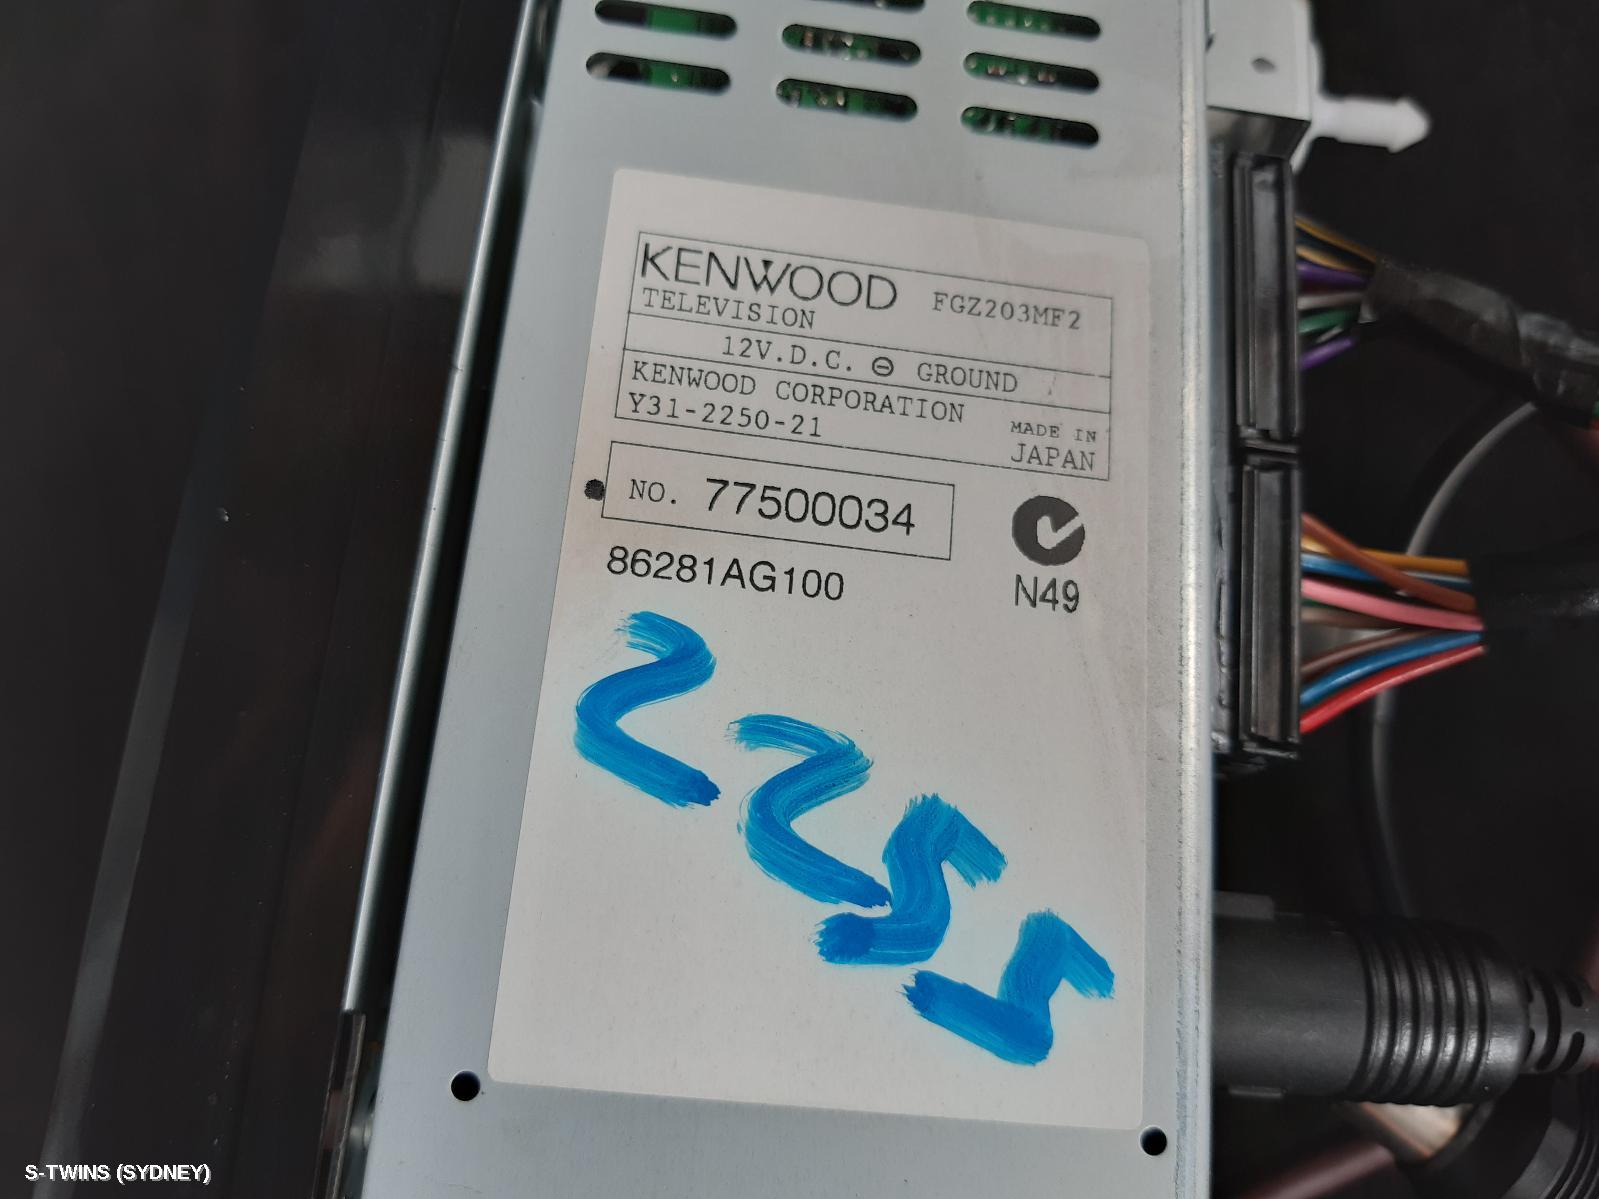 KENWOOD FGZ203MF2
TELEVISION
12V.D.C. ⊖ GROUND
KENWOOD CORPORATION
Y31-2250-21 MADE IN JAPAN
NO. 77500034
86281AG100 N49
2255
S-TWINS (SYDNEY)